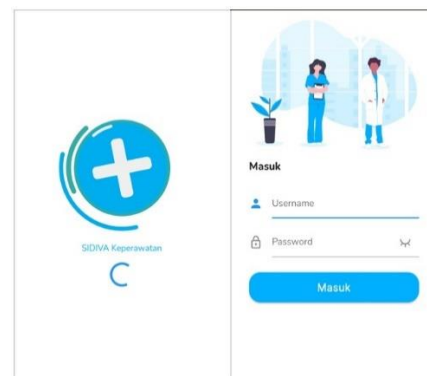 SIDIVA Keperawatan
Masuk
Username
Password
Masuk